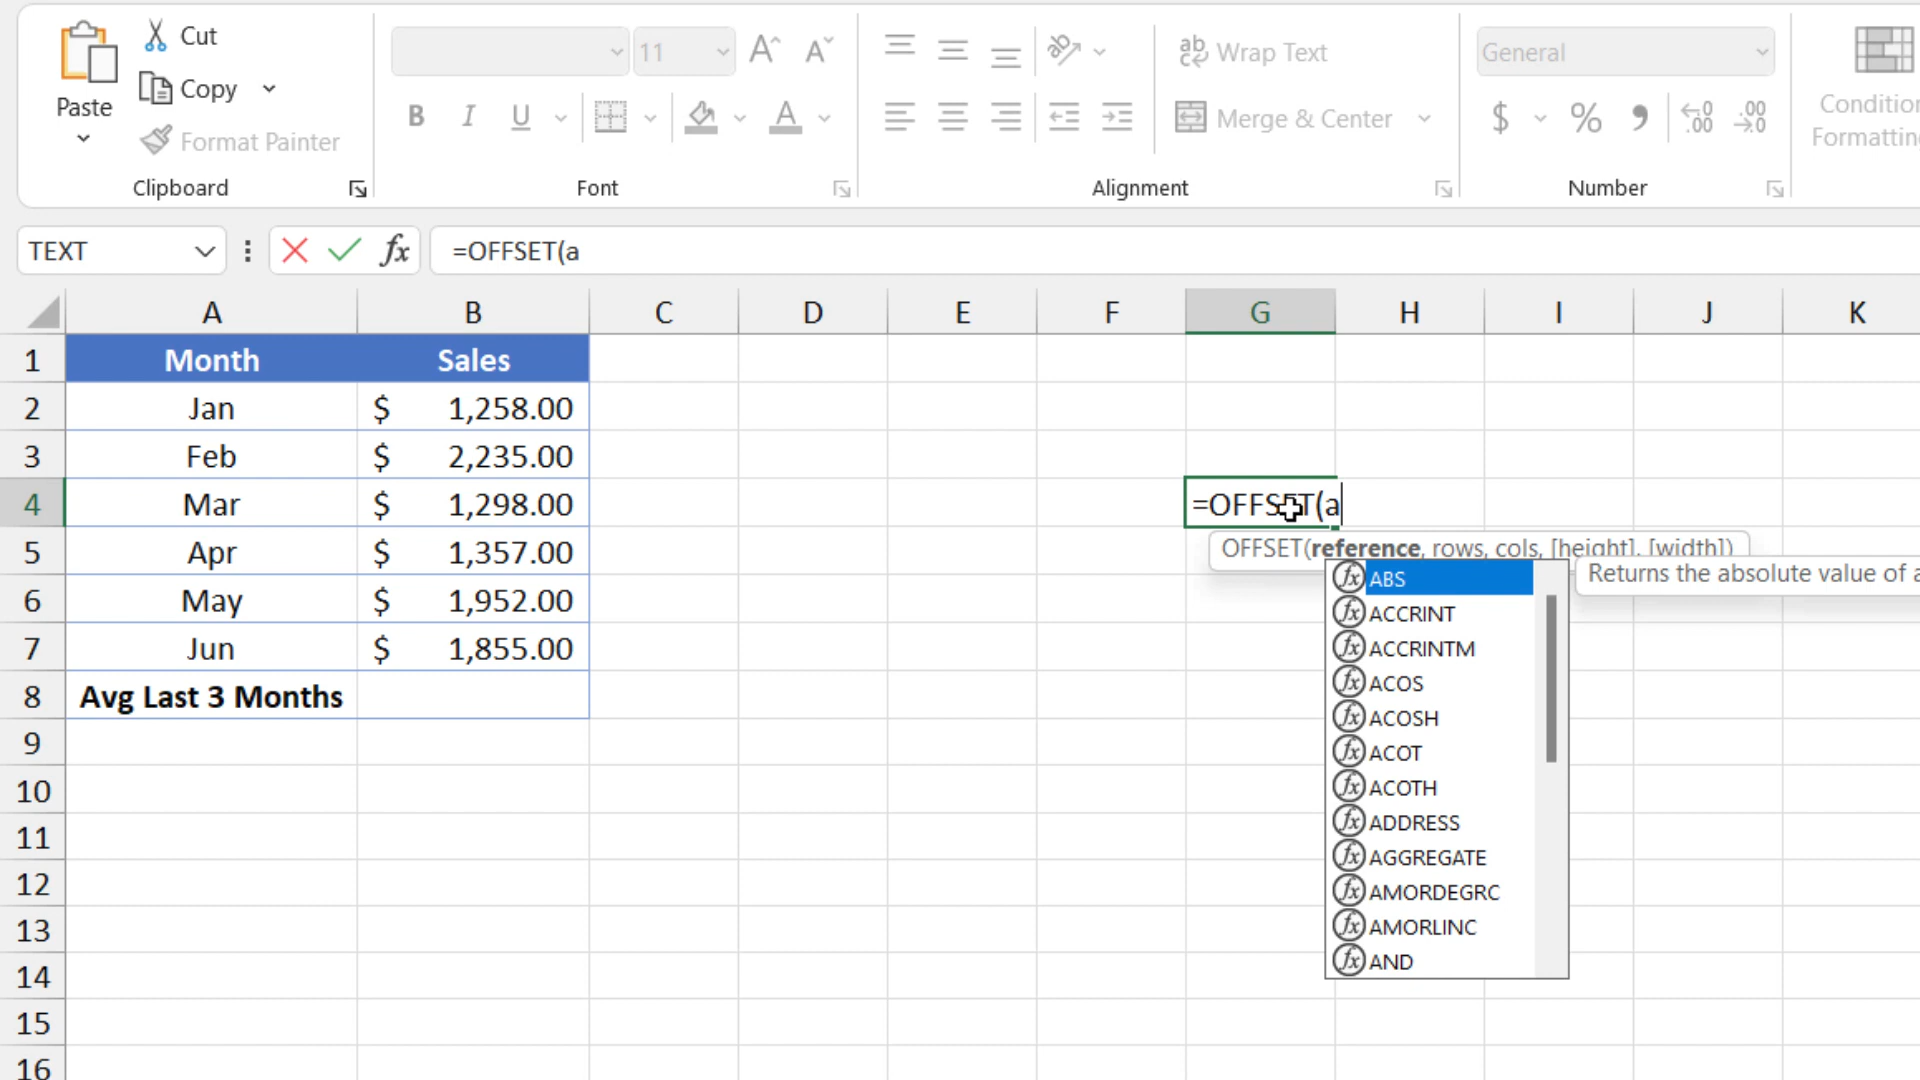 Paste
Cut
Copy
Format Painter
Clipboard
11
A A
B I U A
Font
ab
Wrap Text
Merge & Center
Alignment
General
$ % 9
Number
Condition
Formatting
TEXT
fx
=OFFSET(a
A B C D E F G H I J K
1 Month Sales
2 Jan $ 1,258.00
3 Feb $ 2,235.00
4 Mar $ 1,298.00 =OFFSET(a
5 Apr $ 1,357.00 OFFSET(reference, rows, cols, [height], [width])
Returns the absolute value of a
6 May $ 1,952.00
7 Jun $ 1,855.00
8 Avg Last 3 Months
9
10
11
12
13
14
15
16
ABS
ACCRINT
ACCRINTM
ACOS
ACOSH
ACOT
ACOTH
ADDRESS
AGGREGATE
AMORDEGRC
AMORLINC
AND